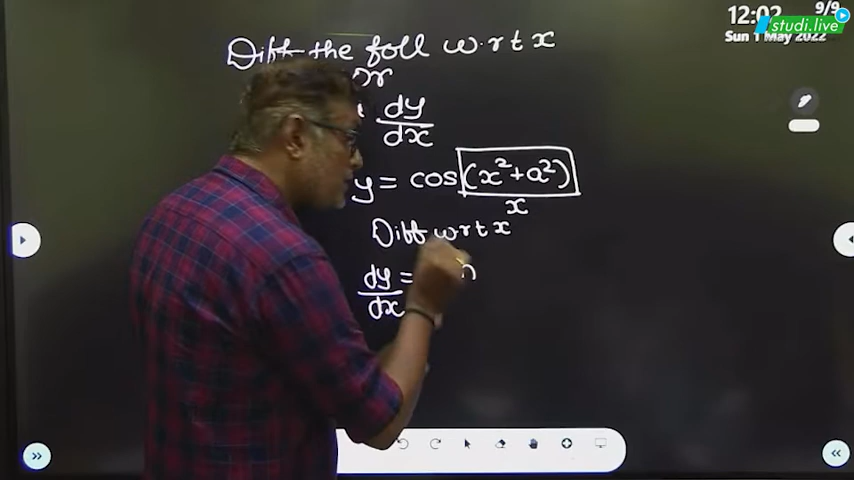 12:02
9/9
studi.live
Sun 1 May 2022
Diff the foll w.r t x
or
dy/dx
y = cos (x²+a²)
x
Diff w r t x
dy/dx =